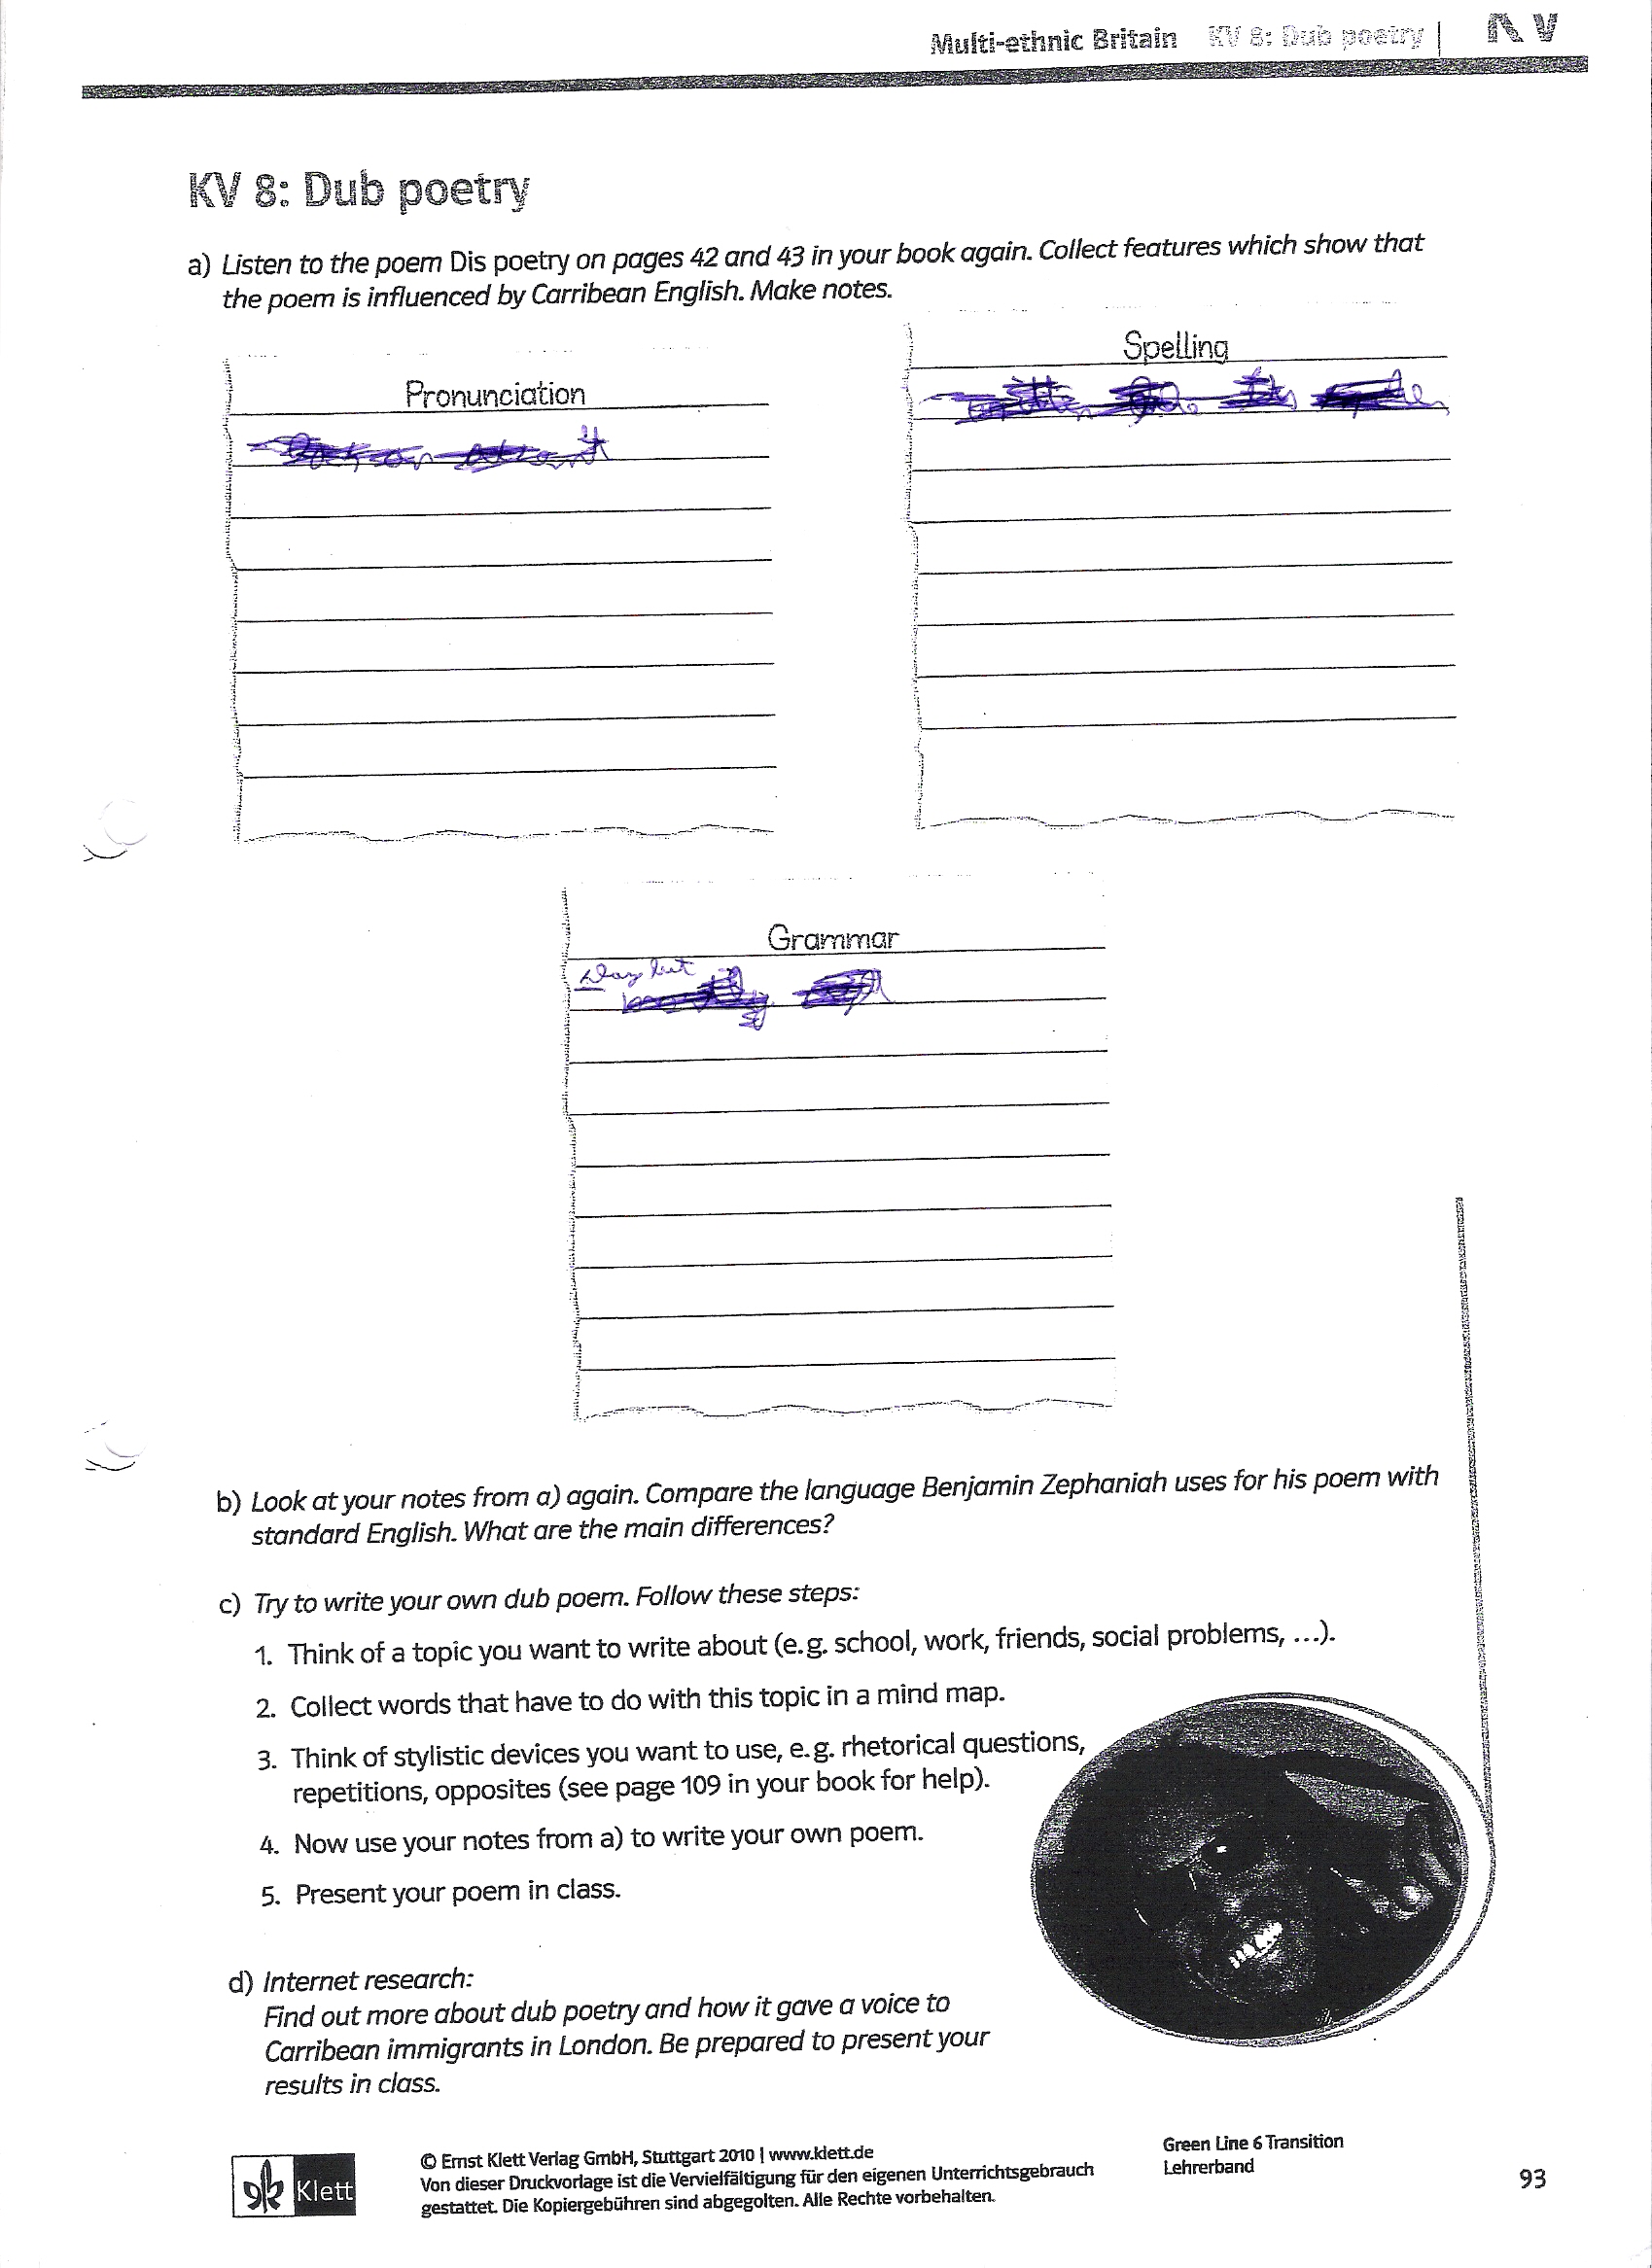 Multi-ethnic Britain KV 8: Dub poetry KV
KV 8: Dub poetry
a) Listen to the poem Dis poetry on pages 42 and 43 in your book again. Collect features which show that
the poem is influenced by Carribean English. Make notes.
Pronunciation
Spelling
Grammar
b) Look at your notes from a) again. Compare the language Benjamin Zephaniah uses for his poem with
standard English. What are the main differences?
c) Try to write your own dub poem. Follow these steps:
1. Think of a topic you want to write about (e.g. school, work, friends, social problems, ...).
2. Collect words that have to do with this topic in a mind map.
3. Think of stylistic devices you want to use, e.g. rhetorical questions,
repetitions, opposites (see page 109 in your book for help).
4. Now use your notes from a) to write your own poem.
5. Present your poem in class.
d) Internet research:
Find out more about dub poetry and how it gave a voice to
Carribean immigrants in London. Be prepared to present your
results in class.
Klett
© Ernst Klett Verlag GmbH, Stuttgart 2010 | www.klett.de
Von dieser Druckvorlage ist die Vervielfältigung für den eigenen Unterrichtsgebrauch
gestattet. Die Kopiergebühren sind abgegolten. Alle Rechte vorbehalten.
Green Line 6 Transition
Lehrerband
93